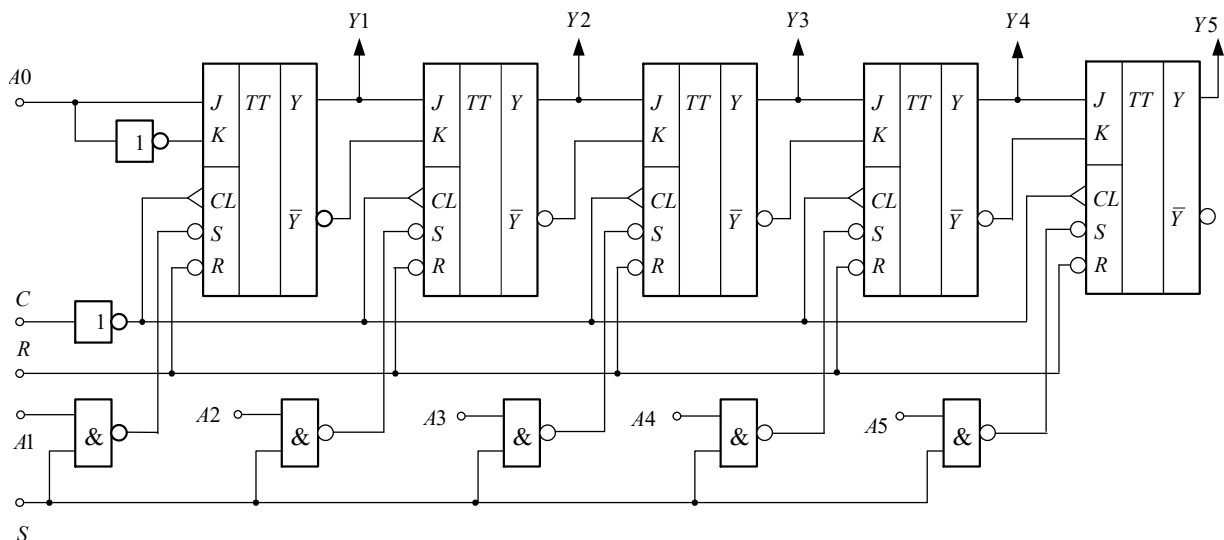 Y1 Y2 Y3 Y4 Y5
A0
J TT Y J TT Y J TT Y J TT Y J TT Y
K K K K K
1
CL Y̅ CL Y̅ CL Y̅ CL Y̅ CL Y̅
S S S S S
R R R R R
C
1
R
A1 & A2 & A3 & A4 & A5 &
S